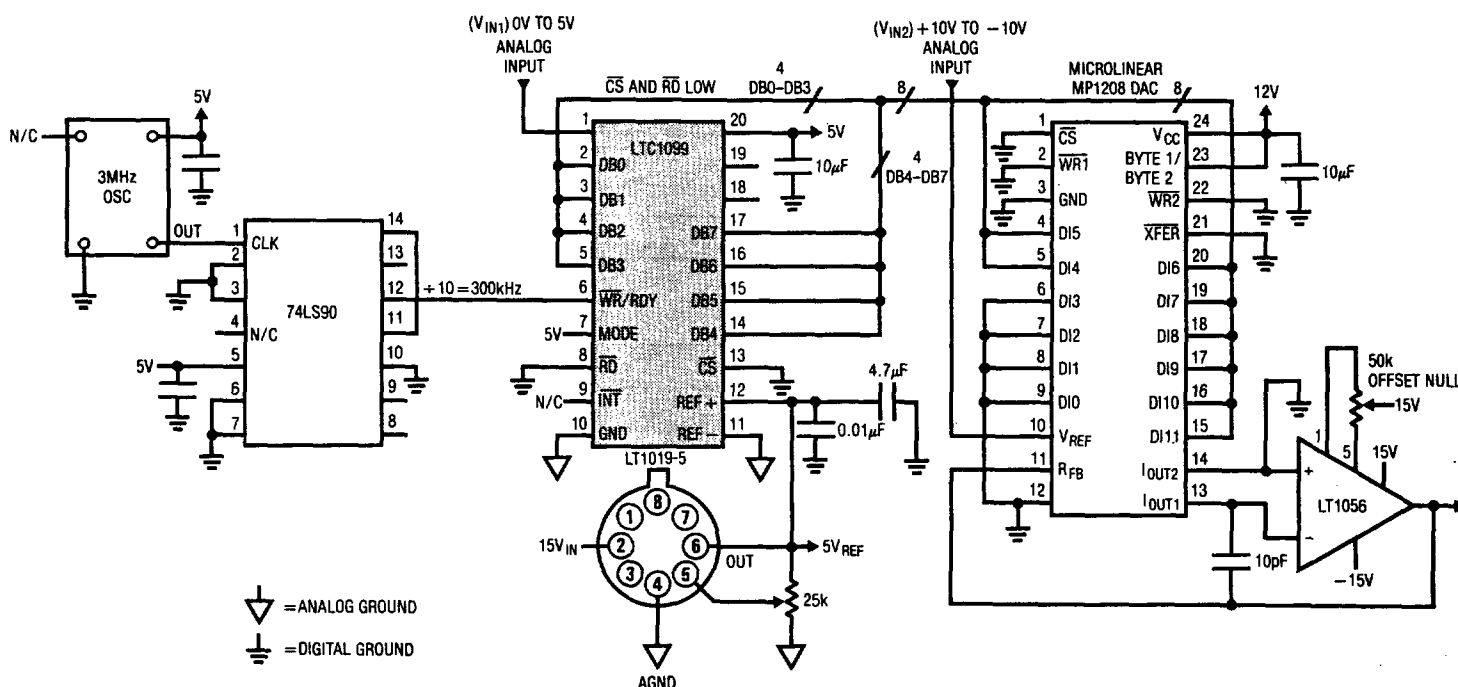 (VIN1) 0V TO 5V
ANALOG
INPUT
(VIN2) +10V TO −10V
ANALOG
INPUT
5V
N/C
3MHz
OSC
OUT
1
CLK
2
3
4
N/C
5V
5
6
7
74LS90
14
13
12
11
10
9
8
÷10=300kHz
CS AND RD LOW
4
DB0–DB3
8
4
DB4–DB7
LTC1099
1
2
DB0
3
DB1
4
DB2
5
DB3
6
WR/RDY
5V
7
MODE
8
RD
N/C
9
INT
10
GND
20
5V
10µF
19
18
17
DB7
16
DB6
15
DB5
14
DB4
13
CS
12
REF+
11
REF−
4.7µF
0.01µF
LT1019-5
1
2
3
4
5
6
7
8
15VIN
OUT
5VREF
25k
AGND
=ANALOG GROUND
=DIGITAL GROUND
MICROLINEAR
MP1208 DAC
8
12V
10µF
1
CS
2
WR1
3
GND
4
DI5
5
DI4
6
DI3
7
DI2
8
DI1
9
DI0
10
VREF
11
RFB
12
24
VCC
23
BYTE 1/
BYTE 2
22
WR2
21
XFER
20
DI6
19
DI7
18
DI8
17
DI9
16
DI10
15
DI11
14
IOUT2
13
IOUT1
50k
OFFSET NULL
15V
1
5
15V
+
LT1056
−
−15V
10pF